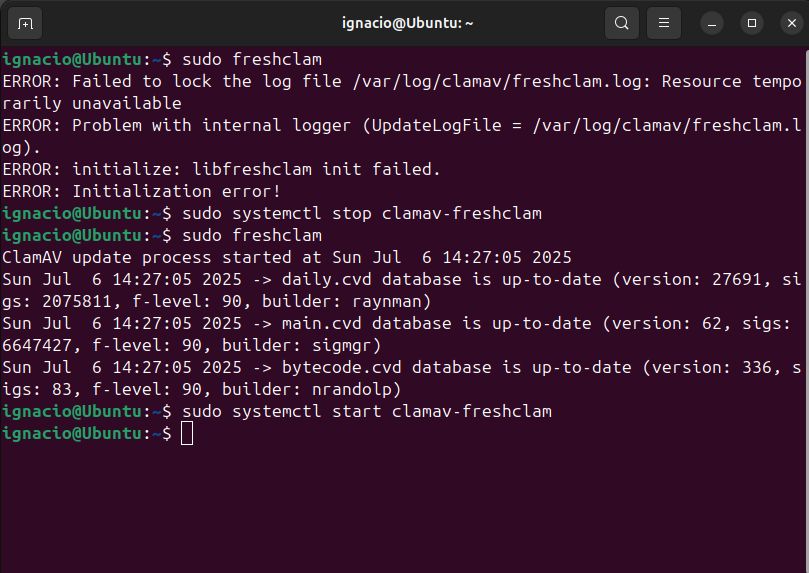 ignacio@Ubuntu: ~
ignacio@Ubuntu:~$ sudo freshclam
ERROR: Failed to lock the log file /var/log/clamav/freshclam.log: Resource tempo
rarily unavailable
ERROR: Problem with internal logger (UpdateLogFile = /var/log/clamav/freshclam.l
og).
ERROR: initialize: libfreshclam init failed.
ERROR: Initialization error!
ignacio@Ubuntu:~$ sudo systemctl stop clamav-freshclam
ignacio@Ubuntu:~$ sudo freshclam
ClamAV update process started at Sun Jul  6 14:27:05 2025
Sun Jul  6 14:27:05 2025 -> daily.cvd database is up-to-date (version: 27691, si
gs: 2075811, f-level: 90, builder: raynman)
Sun Jul  6 14:27:05 2025 -> main.cvd database is up-to-date (version: 62, sigs:
6647427, f-level: 90, builder: sigmgr)
Sun Jul  6 14:27:05 2025 -> bytecode.cvd database is up-to-date (version: 336, s
igs: 83, f-level: 90, builder: nrandolp)
ignacio@Ubuntu:~$ sudo systemctl start clamav-freshclam
ignacio@Ubuntu:~$